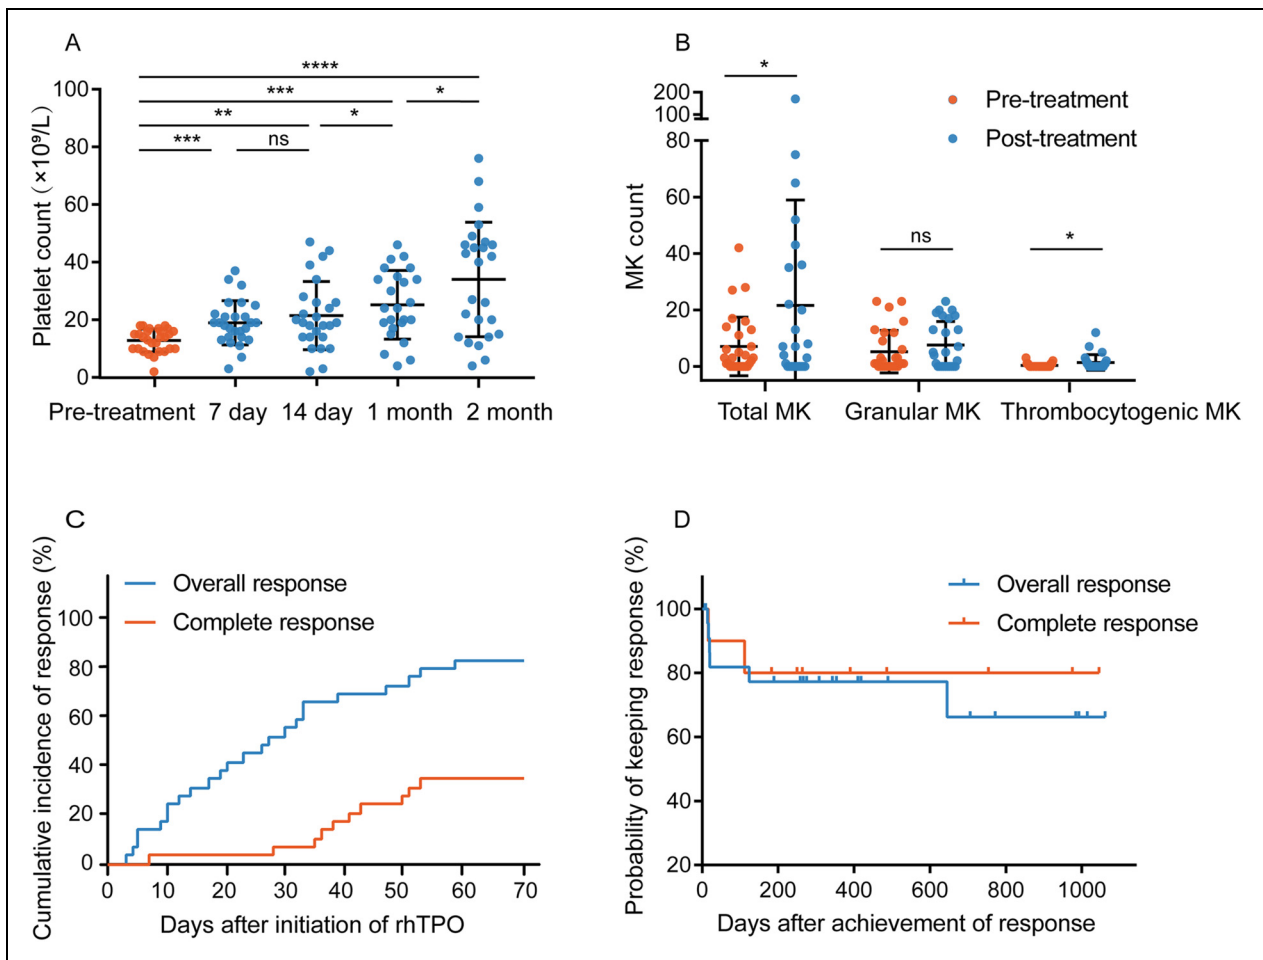 A
****
***
*
**
*
***
ns
Platelet count (×10⁹/L)
100
80
60
40
20
0
Pre-treatment
7 day
14 day
1 month
2 month
B
*
Pre-treatment
Post-treatment
MK count
200
100
80
60
40
20
0
ns
*
Total MK
Granular MK
Thrombocytogenic MK
C
Overall response
Complete response
Cumulative incidence of response (%)
100
80
60
40
20
0
0 10 20 30 40 50 60 70
Days after initiation of rhTPO
D
Overall response
Complete response
Probability of keeping response (%)
100
80
60
40
20
0 200 400 600 800 1000
Days after achievement of response